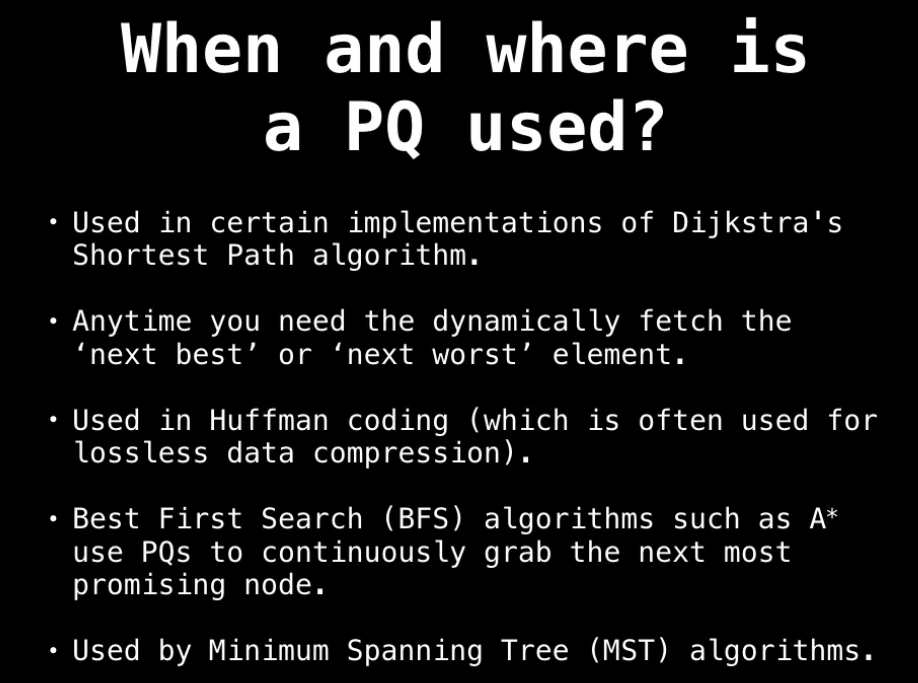 When and where is
a PQ used?
• Used in certain implementations of Dijkstra's
Shortest Path algorithm.
• Anytime you need the dynamically fetch the
‘next best’ or ‘next worst’ element.
• Used in Huffman coding (which is often used for
lossless data compression).
• Best First Search (BFS) algorithms such as A*
use PQs to continuously grab the next most
promising node.
• Used by Minimum Spanning Tree (MST) algorithms.